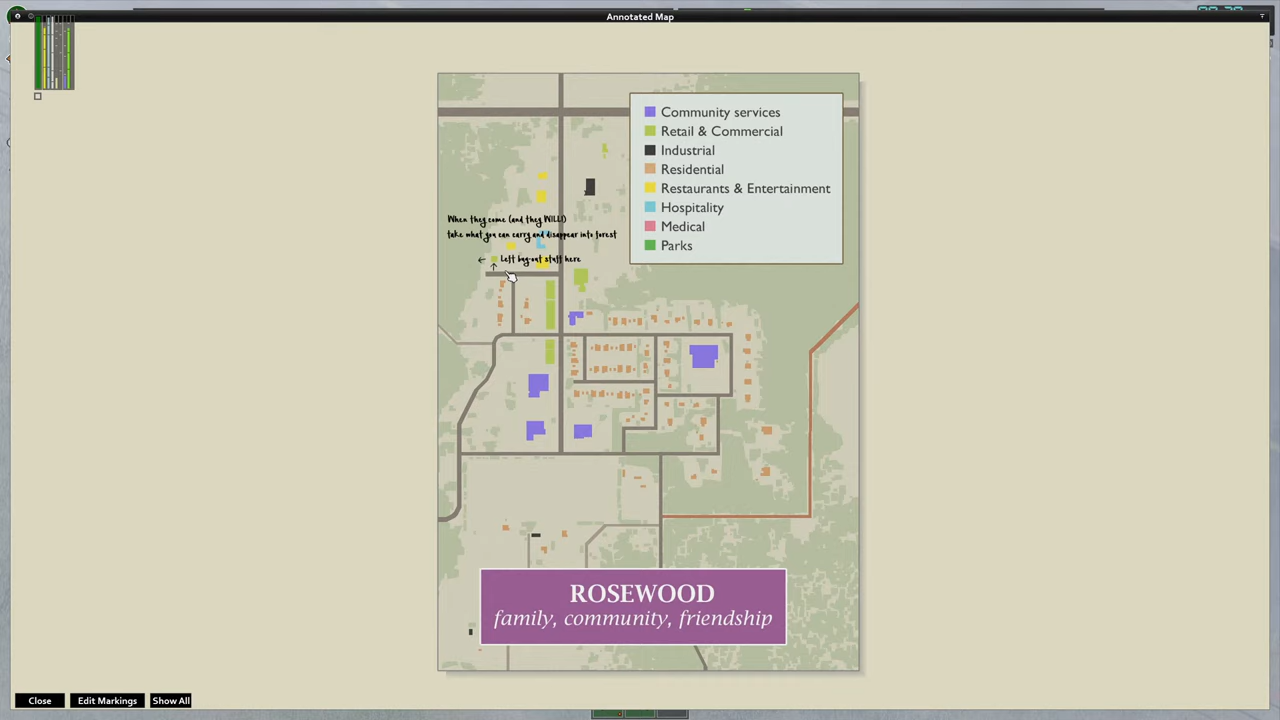 Annotated Map
Community services
Retail & Commercial
Industrial
Residential
Restaurants & Entertainment
Hospitality
Medical
Parks
When they come (and they WILL!)
take what you can carry and disappear into forest
Left bug-out stuff here
ROSEWOOD
family, community, friendship
Close
Edit Markings
Show All